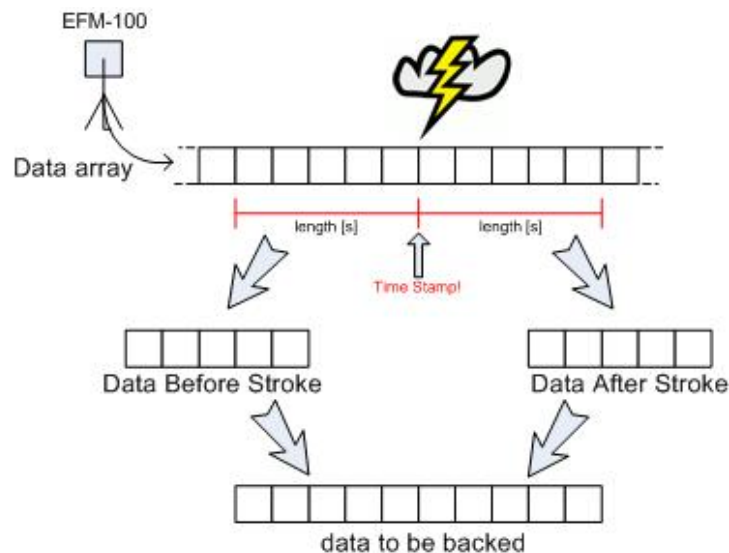 EFM-100
Data array
length [s]
length [s]
Time Stamp!
Data Before Stroke
Data After Stroke
data to be backed